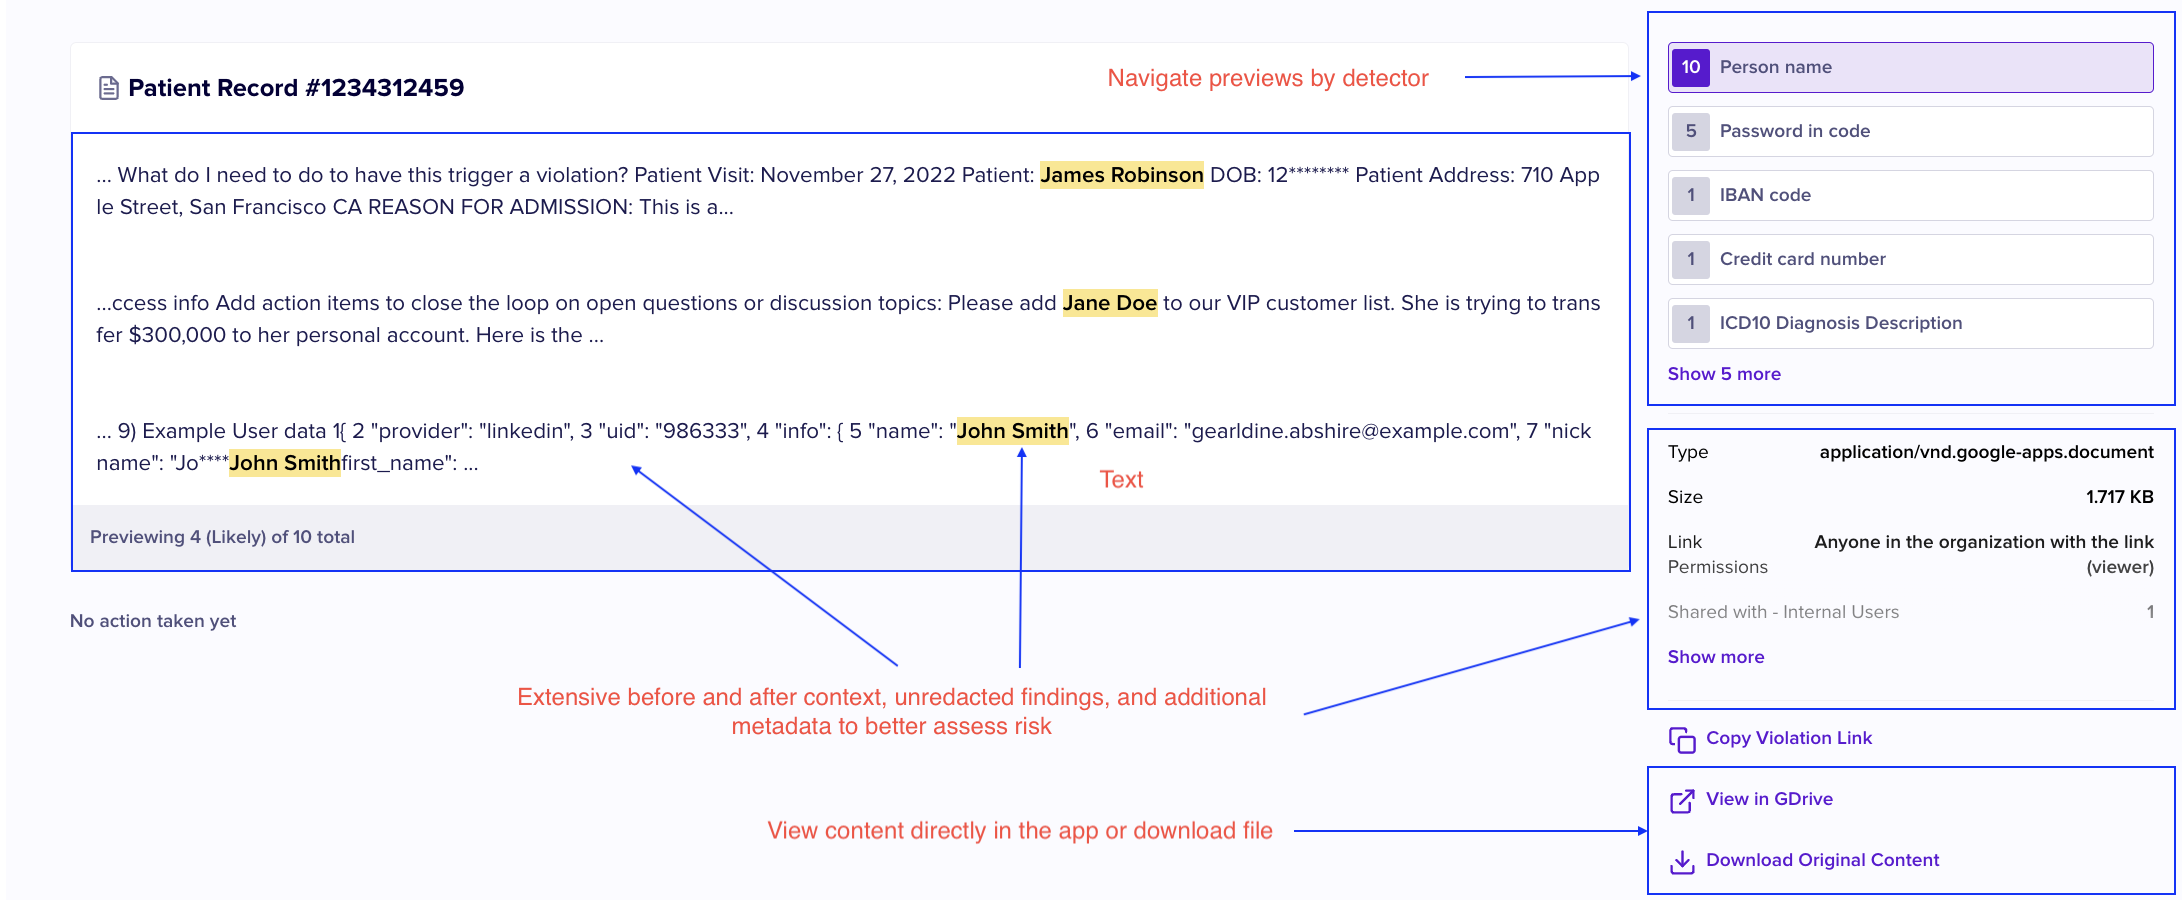 Patient Record #1234312459
Navigate previews by detector
... What do I need to do to have this trigger a violation? Patient Visit: November 27, 2022 Patient: James Robinson DOB: 12******** Patient Address: 710 App
le Street, San Francisco CA REASON FOR ADMISSION: This is a...
...ccess info Add action items to close the loop on open questions or discussion topics: Please add Jane Doe to our VIP customer list. She is trying to trans
fer $300,000 to her personal account. Here is the ...
... 9) Example User data 1{ 2 "provider": "linkedin", 3 "uid": "986333", 4 "info": { 5 "name": "John Smith", 6 "email": "gearldine.abshire@example.com", 7 "nick
name": "Jo****John Smithfirst_name": ...
Text
Previewing 4 (Likely) of 10 total
No action taken yet
Extensive before and after context, unredacted findings, and additional
metadata to better assess risk
View content directly in the app or download file
10 Person name
5 Password in code
1 IBAN code
1 Credit card number
1 ICD10 Diagnosis Description
Show 5 more
Type application/vnd.google-apps.document
Size 1.717 KB
Link Anyone in the organization with the link
Permissions (viewer)
Shared with - Internal Users 1
Show more
Copy Violation Link
View in GDrive
Download Original Content